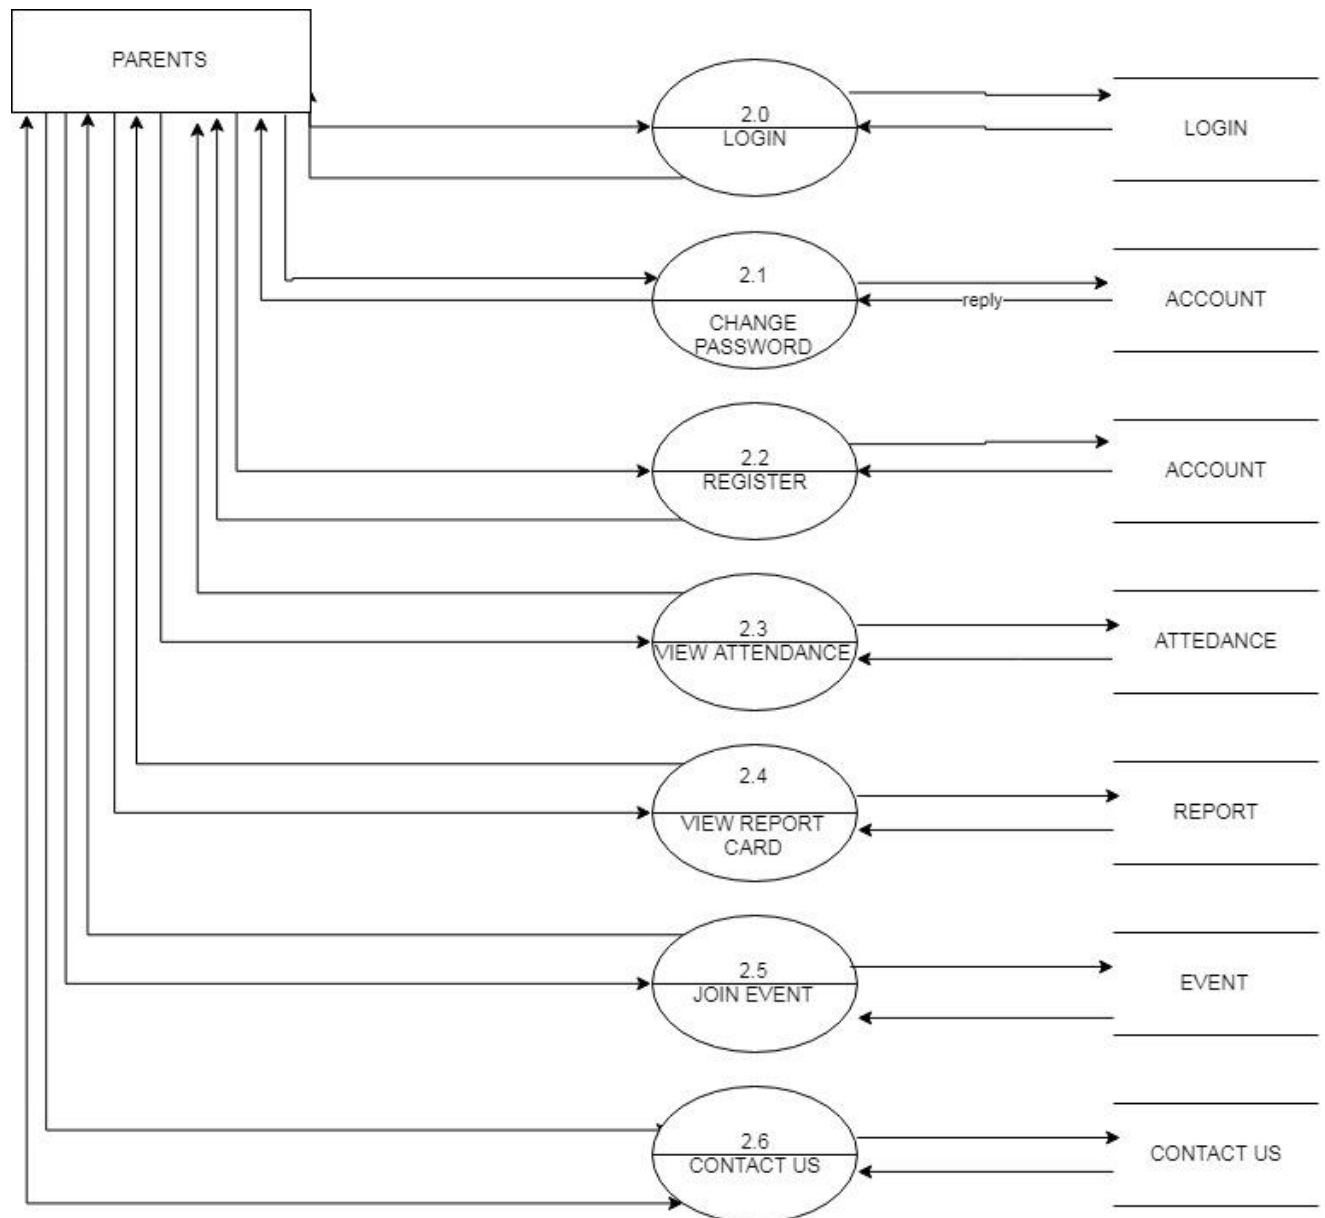 PARENTS
2.0
LOGIN
LOGIN
2.1
CHANGE
PASSWORD
reply
ACCOUNT
2.2
REGISTER
ACCOUNT
2.3
VIEW ATTENDANCE
ATTEDANCE
2.4
VIEW REPORT
CARD
REPORT
2.5
JOIN EVENT
EVENT
2.6
CONTACT US
CONTACT US